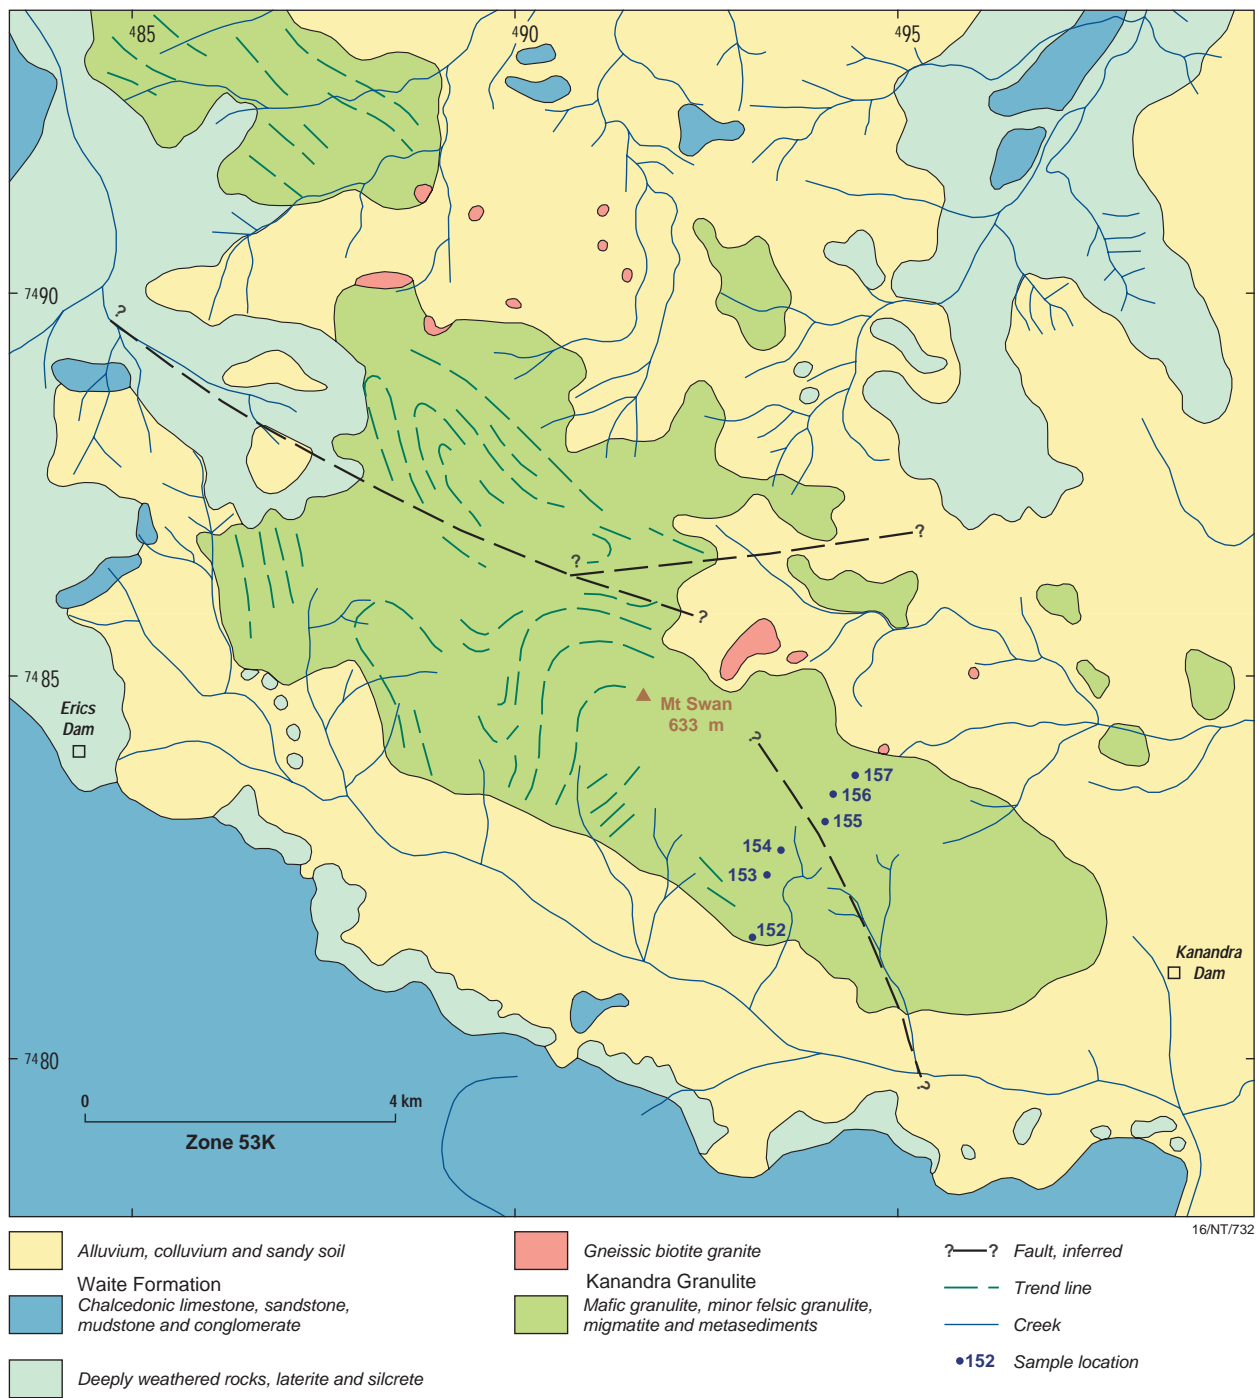 485
490
495
7490
?
?
?
?
7485
Erics
Dam
Mt Swan
633 m
?
157
156
155
154
153
152
Kanandra
Dam
7480
?
0
4 km
Zone 53K
16/NT/732
Alluvium, colluvium and sandy soil
Waite Formation
Chalcedonic limestone, sandstone,
mudstone and conglomerate
Deeply weathered rocks, laterite and silcrete
Gneissic biotite granite
Kanandra Granulite
Mafic granulite, minor felsic granulite,
migmatite and metasediments
? ? Fault, inferred
Trend line
Creek
152 Sample location